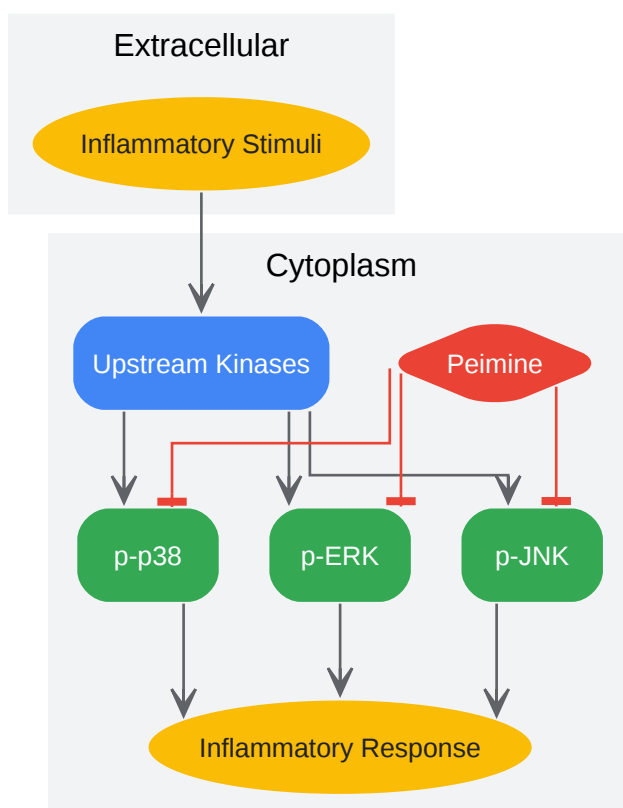 Extracellular
Inflammatory Stimuli
Cytoplasm
Upstream Kinases
Peimine
p-p38
p-ERK
p-JNK
Inflammatory Response